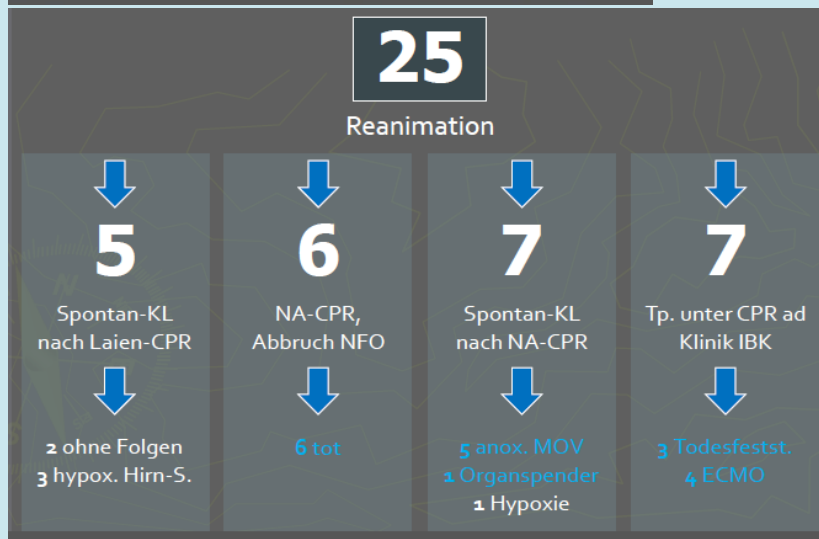 25
Reanimation
5
Spontan-KL
nach Laien-CPR
2 ohne Folgen
3 hypox. Hirn-S.
6
NA-CPR,
Abbruch NFO
6 tot
7
Spontan-KL
nach NA-CPR
5 anox. MOV
1 Organspender
1 Hypoxie
7
Tp. unter CPR ad
Klinik IBK
3 Todesfestst.
4 ECMO